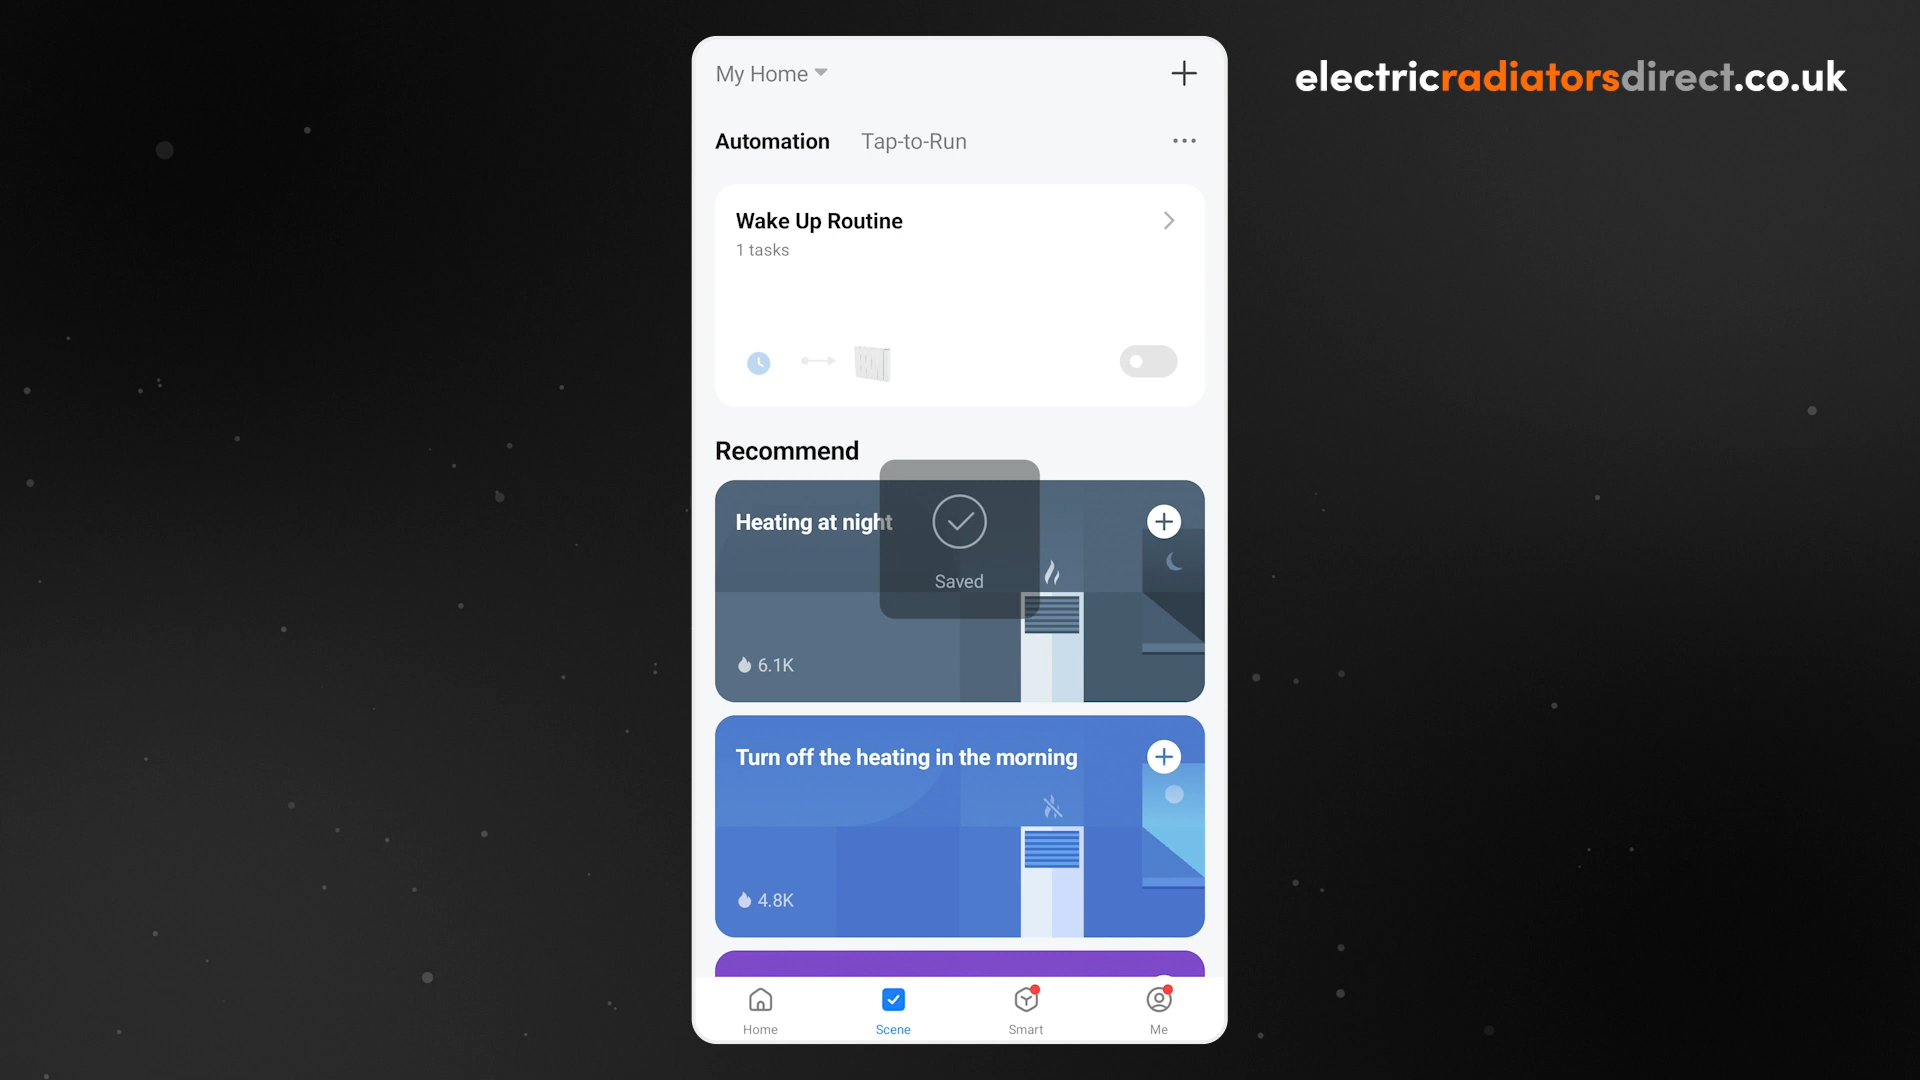 My Home
electricradiatorsdirect.co.uk
Automation
Tap-to-Run
Wake Up Routine
1 tasks
Recommend
Heating at night
Saved
6.1K
Turn off the heating in the morning
4.8K
Home
Scene
Smart
Me